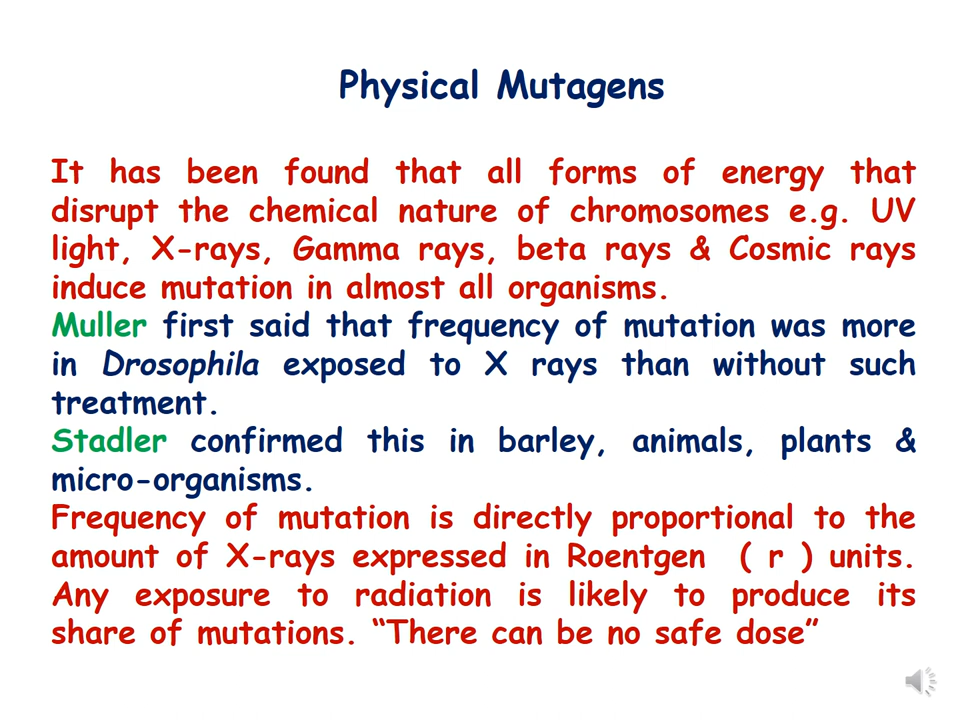 Physical Mutagens
It has been found that all forms of energy that
disrupt the chemical nature of chromosomes e.g. UV
light, X-rays, Gamma rays, beta rays & Cosmic rays
induce mutation in almost all organisms.
Muller first said that frequency of mutation was more
in Drosophila exposed to X rays than without such
treatment.
Stadler confirmed this in barley, animals, plants &
micro-organisms.
Frequency of mutation is directly proportional to the
amount of X-rays expressed in Roentgen ( r ) units.
Any exposure to radiation is likely to produce its
share of mutations. “There can be no safe dose”